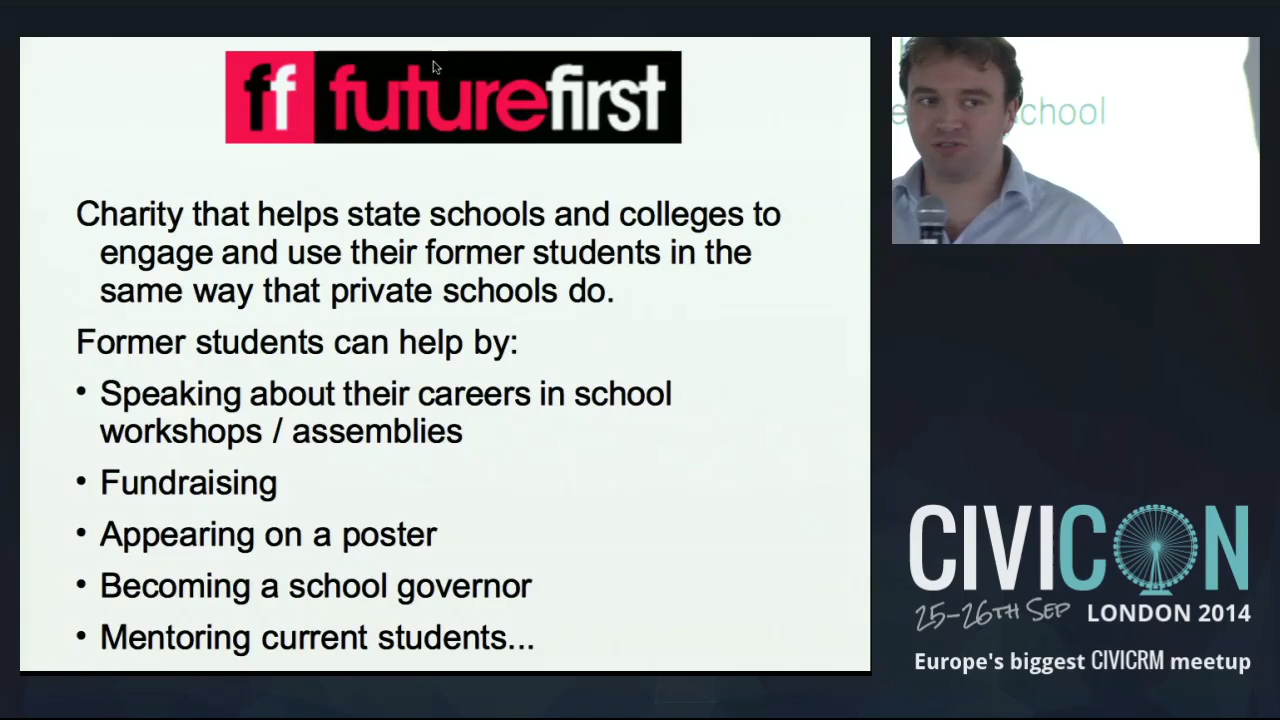 ff futurefirst
Charity that helps state schools and colleges to
engage and use their former students in the
same way that private schools do.
Former students can help by:
• Speaking about their careers in school
workshops / assemblies
• Fundraising
• Appearing on a poster
• Becoming a school governor
• Mentoring current students...
chool
CIVICON
25-26TH SEP LONDON 2014
Europe's biggest CIVICRM meetup